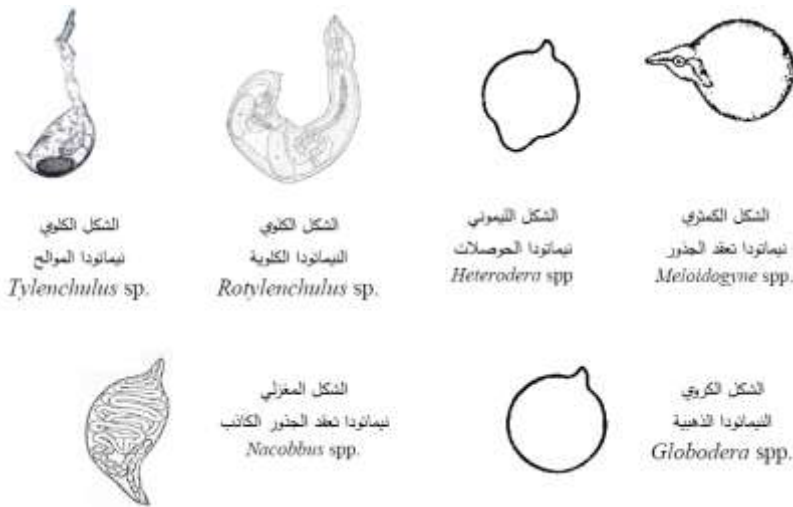 الشكل الكلوي
نيماتودا الموالح
Tylenchulus sp.
الشكل الكلوي
النيماتودا الكلوية
Rotylenchulus sp.
الشكل الليموني
نيماتودا الحوصلات
Heterodera spp
الشكل الكمثري
نيماتودا تعقد الجذور
Meloidogyne spp.
الشكل المغزلي
نيماتودا تعقد الجذور الكاذب
Nacobbus spp.
الشكل الكروي
النيماتودا الذهبية
Globodera spp.